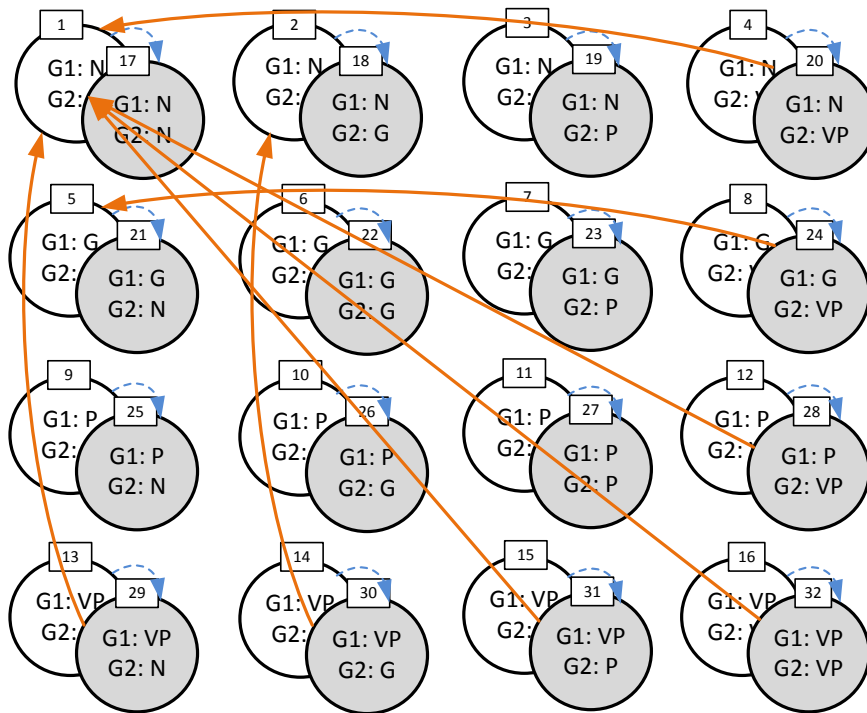 1
G1: N
G2:
17
G1: N
G2: N
2
G1: N
G2:
18
G1: N
G2: G
3
G1: N
G2:
19
G1: N
G2: P
4
G1: N
G2:
20
G1: N
G2: VP
5
G1: G
G2:
21
G1: G
G2: N
6
G1: G
G2:
22
G1: G
G2: G
7
G1: G
G2:
23
G1: G
G2: P
8
G1: G
G2:
24
G1: G
G2: VP
9
G1: P
G2:
25
G1: P
G2: N
10
G1: P
G2:
26
G1: P
G2: G
11
G1: P
G2:
27
G1: P
G2: P
12
G1: P
G2:
28
G1: P
G2: VP
13
G1: VP
G2:
29
G1: VP
G2: N
14
G1: VP
G2:
30
G1: VP
G2: G
15
G1: VP
G2:
31
G1: VP
G2: P
16
G1: VP
G2:
32
G1: VP
G2: VP